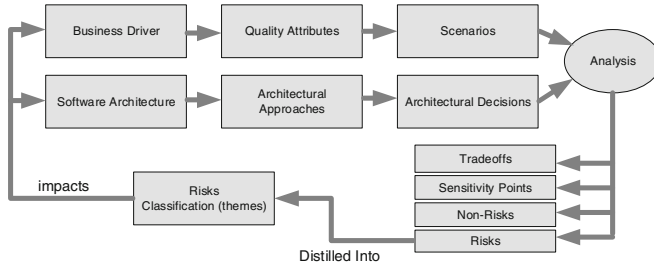 Business Driver
Quality Attributes
Scenarios
Analysis
Software Architecture
Architectural
Approaches
Architectural Decisions
Tradeoffs
Sensitivity Points
Non-Risks
Risks
impacts
Risks
Classification (themes)
Distilled Into